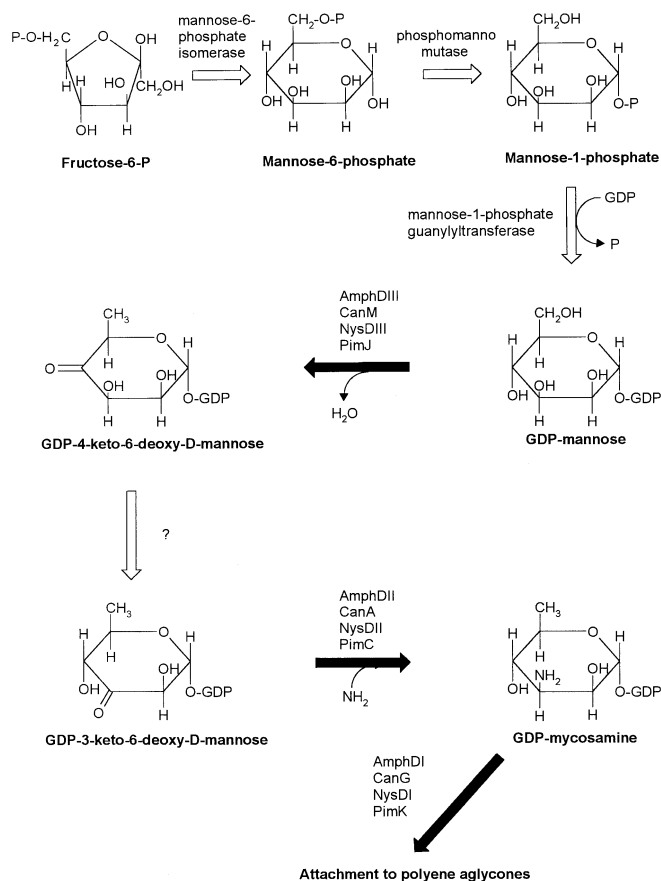 mannose-6-
phosphate
isomerase
phosphomanno
mutase
P-O-H2C
O
OH
HO
CH2OH
H
OH
H
Fructose-6-P
CH2-O-P
H
O
H
H
OH
OH
OH
OH
H
H
Mannose-6-phosphate
CH2OH
H
O
H
H
OH
OH
OH
O-P
H
H
Mannose-1-phosphate
mannose-1-phosphate
guanylyltransferase
GDP
P
AmphDIII
CanM
NysDIII
PimJ
H2O
CH3
O
H
H
O
OH
OH
O-GDP
H
H
GDP-4-keto-6-deoxy-D-mannose
CH2OH
H
O
H
H
OH
OH
OH
O-GDP
H
H
GDP-mannose
?
AmphDII
CanA
NysDII
PimC
NH2
CH3
H
O
H
H
OH
OH
O-GDP
O
H
GDP-3-keto-6-deoxy-D-mannose
CH3
H
O
H
H
NH2
OH
OH
O-GDP
H
H
GDP-mycosamine
AmphDI
CanG
NysDI
PimK
Attachment to polyene aglycones